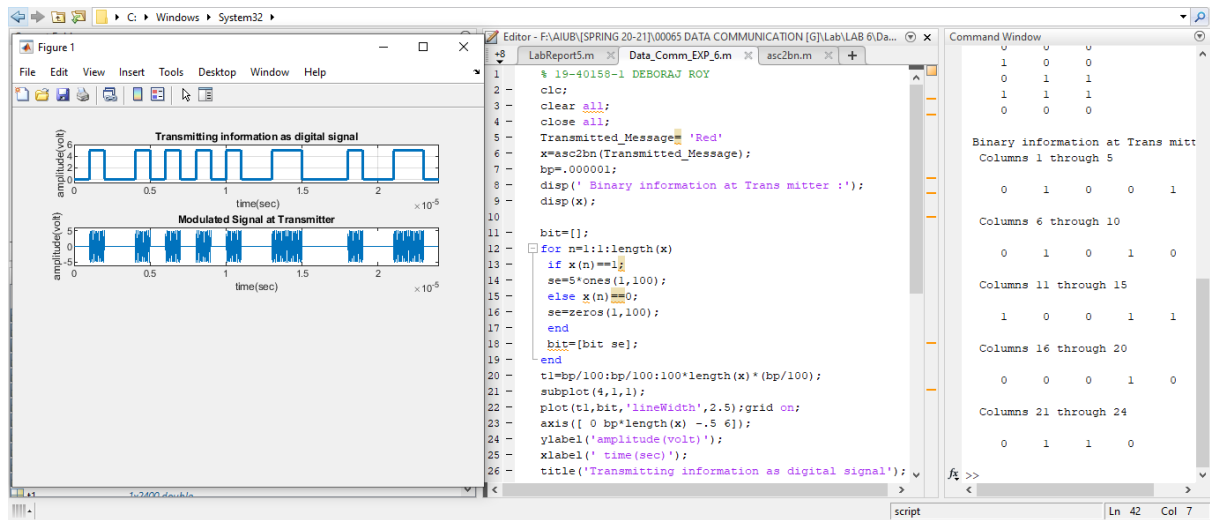 C: ▸ Windows ▸ System32 ▸
Figure 1
File Edit View Insert Tools Desktop Window Help
Transmitting information as digital signal
amplitude(volt)
6
4
2
0
0 0.5 1 1.5 2
time(sec)
×10-5
Modulated Signal at Transmitter
amplitude(volt)
5
0
-5
0 0.5 1 1.5 2
time(sec)
×10-5
1x2400 double
Editor - F:\AIUB\[SPRING 20-21]\00065 DATA COMMUNICATION [G]\Lab\LAB 6\Da...
+8 LabReport5.m Data_Comm_EXP_6.m asc2bn.m +
1 % 19-40158-1 DEBORAJ ROY
2 – clc;
3 – clear all;
4 – close all;
5 – Transmitted_Message= 'Red'
6 – x=asc2bn(Transmitted_Message);
7 – bp=.000001;
8 – disp(' Binary information at Trans mitter :');
9 – disp(x);
10
11 – bit=[];
12 – for n=1:1:length(x)
13 – if x(n)==1;
14 – se=5*ones(1,100);
15 – else x(n)==0;
16 – se=zeros(1,100);
17 – end
18 – bit=[bit se];
19 – end
20 – t1=bp/100:bp/100:100*length(x)*(bp/100);
21 – subplot(4,1,1);
22 – plot(t1,bit,'lineWidth',2.5);grid on;
23 – axis([ 0 bp*length(x) -.5 6]);
24 – ylabel('amplitude(volt)');
25 – xlabel(' time(sec)');
26 – title('Transmitting information as digital signal');
Command Window
1 0 0
0 1 1
1 1 1
0 0 0
Binary information at Trans mitt
Columns 1 through 5
0 1 0 0 1
Columns 6 through 10
0 1 0 1 0
Columns 11 through 15
1 0 0 1 1
Columns 16 through 20
0 0 0 1 0
Columns 21 through 24
0 1 1 0
fx >>
script Ln 42 Col 7